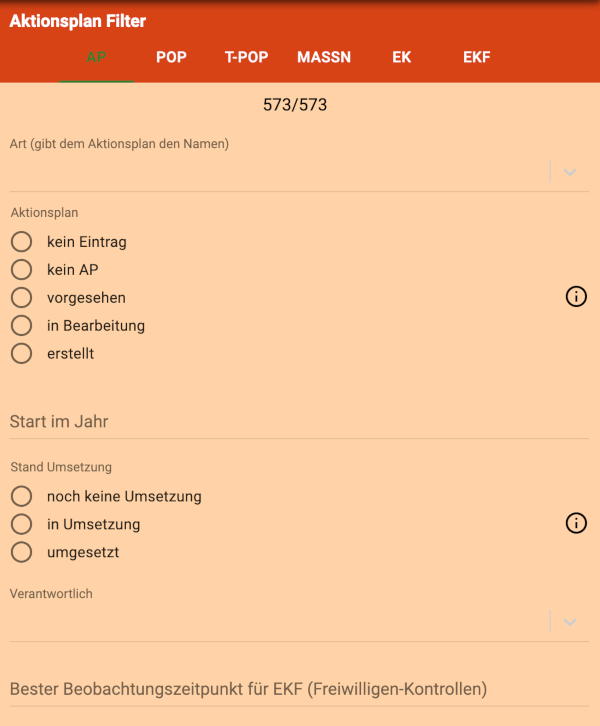 Aktionsplan Filter
AP POP T-POP MASSN EK EKF
573/573
Art (gibt dem Aktionsplan den Namen)
Aktionsplan
kein Eintrag
kein AP
vorgesehen
in Bearbeitung
erstellt
Start im Jahr
Stand Umsetzung
noch keine Umsetzung
in Umsetzung
umgesetzt
Verantwortlich
Bester Beobachtungszeitpunkt für EKF (Freiwilligen-Kontrollen)